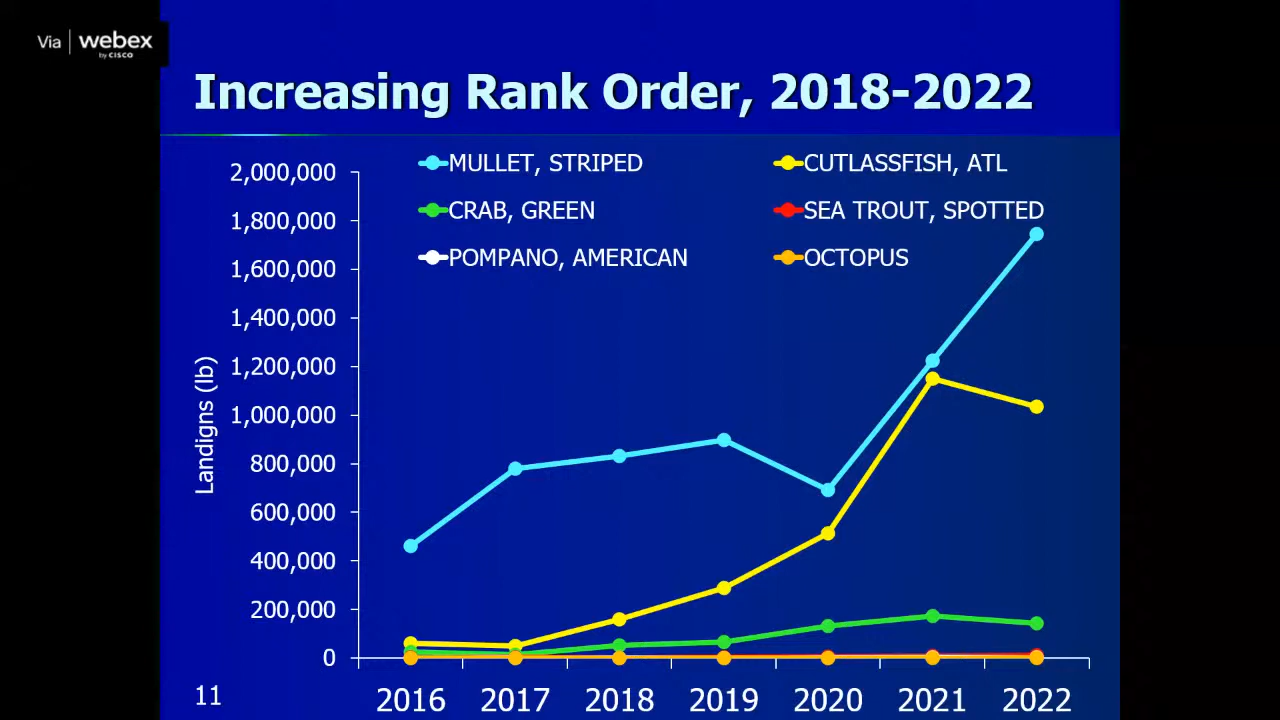 Via | webex
by CISCO
Increasing Rank Order, 2018-2022
MULLET, STRIPED
CUTLASSFISH, ATL
CRAB, GREEN
SEA TROUT, SPOTTED
POMPANO, AMERICAN
OCTOPUS
2,000,000
1,800,000
1,600,000
1,400,000
1,200,000
1,000,000
800,000
600,000
400,000
200,000
0
Landigns (lb)
2016 2017 2018 2019 2020 2021 2022
11